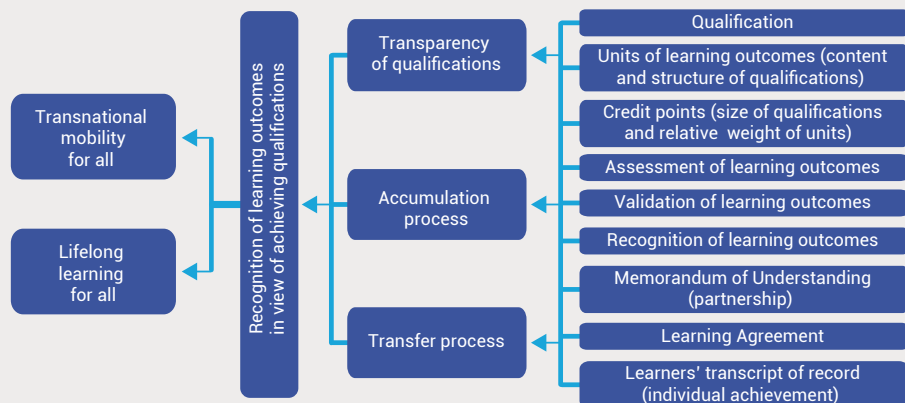 Transnational
mobility
for all
Lifelong
learning
for all
Recognition of learning outcomes
in view of achieving qualifications
Transparency
of qualifications
Accumulation
process
Transfer process
Qualification
Units of learning outcomes (content
and structure of qualifications)
Credit points (size of qualifications
and relative weight of units)
Assessment of learning outcomes
Validation of learning outcomes
Recognition of learning outcomes
Memorandum of Understanding
(partnership)
Learning Agreement
Learners' transcript of record
(individual achievement)